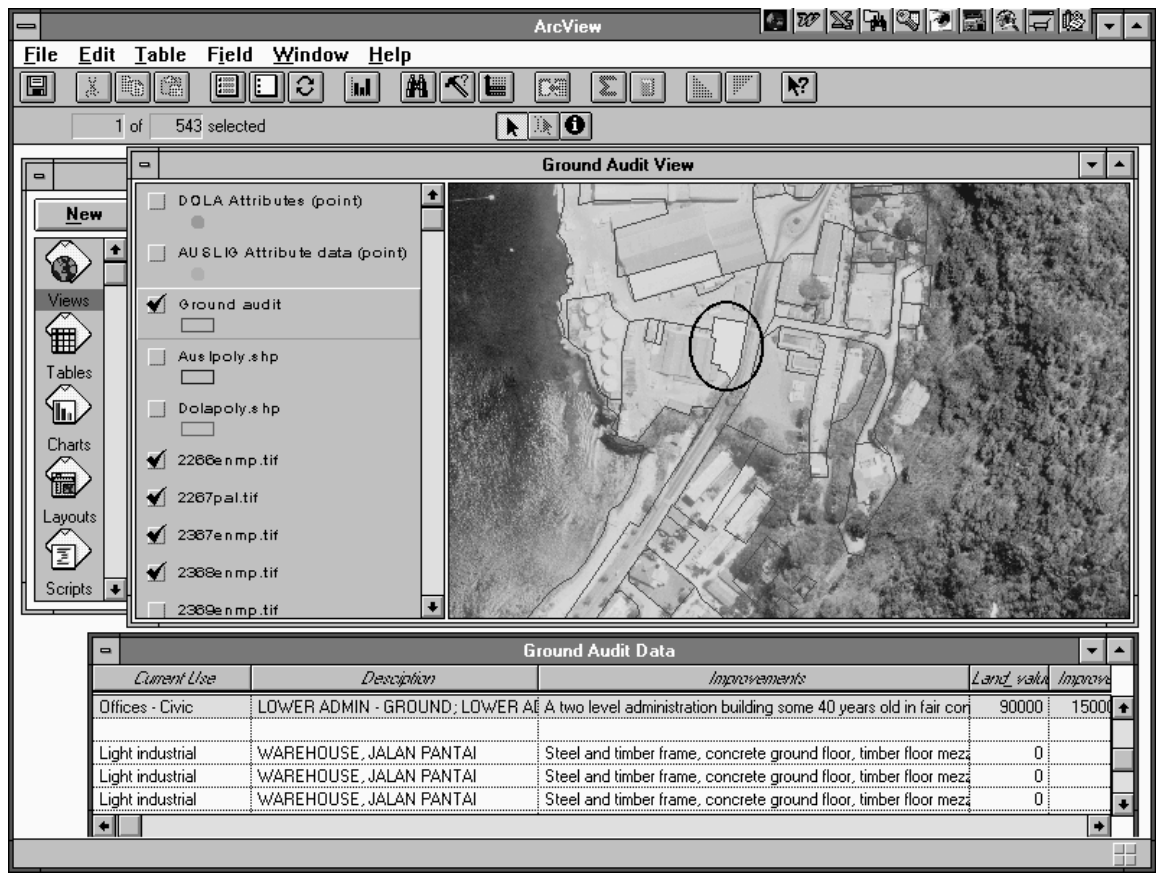 ArcView
File Edit Table Field Window Help
1 of 543 selected
Ground Audit View
New
Views
Tables
Charts
Layouts
Scripts
DOLA Attributes (point)
AUSLIG Attribute data (point)
Ground audit
Auslpoly.shp
Dolapoly.shp
2266enmp.tif
2267pal.tif
2367enmp.tif
2368enmp.tif
2369enmp.tif
Ground Audit Data
Current Use Desciption Improvements Land_valu Improve
Offices - Civic LOWER ADMIN - GROUND; LOWER AD A two level administration building some 40 years old in fair con 90000 15000
Light industrial WAREHOUSE, JALAN PANTAI Steel and timber frame, concrete ground floor, timber floor mezz 0
Light industrial WAREHOUSE, JALAN PANTAI Steel and timber frame, concrete ground floor, timber floor mezz 0
Light industrial WAREHOUSE, JALAN PANTAI Steel and timber frame, concrete ground floor, timber floor mezz 0